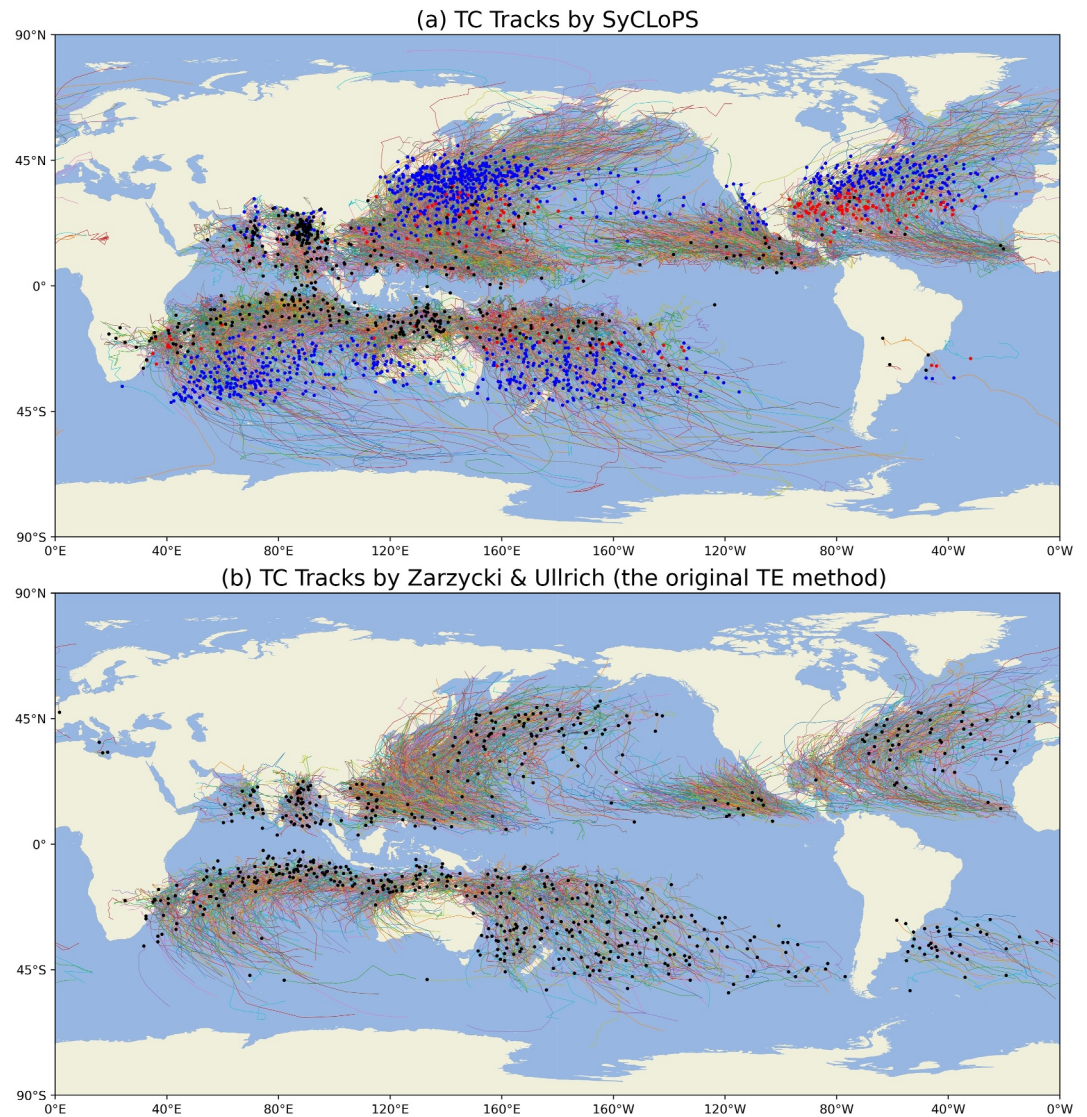 (a) TC Tracks by SyCLoPS
90°N
45°N
0°
45°S
90°S
0°E 40°E 80°E 120°E 160°E 160°W 120°W 80°W 40°W 0°W
(b) TC Tracks by Zarzycki & Ullrich (the original TE method)
90°N
45°N
0°
45°S
90°S
0°E 40°E 80°E 120°E 160°E 160°W 120°W 80°W 40°W 0°W